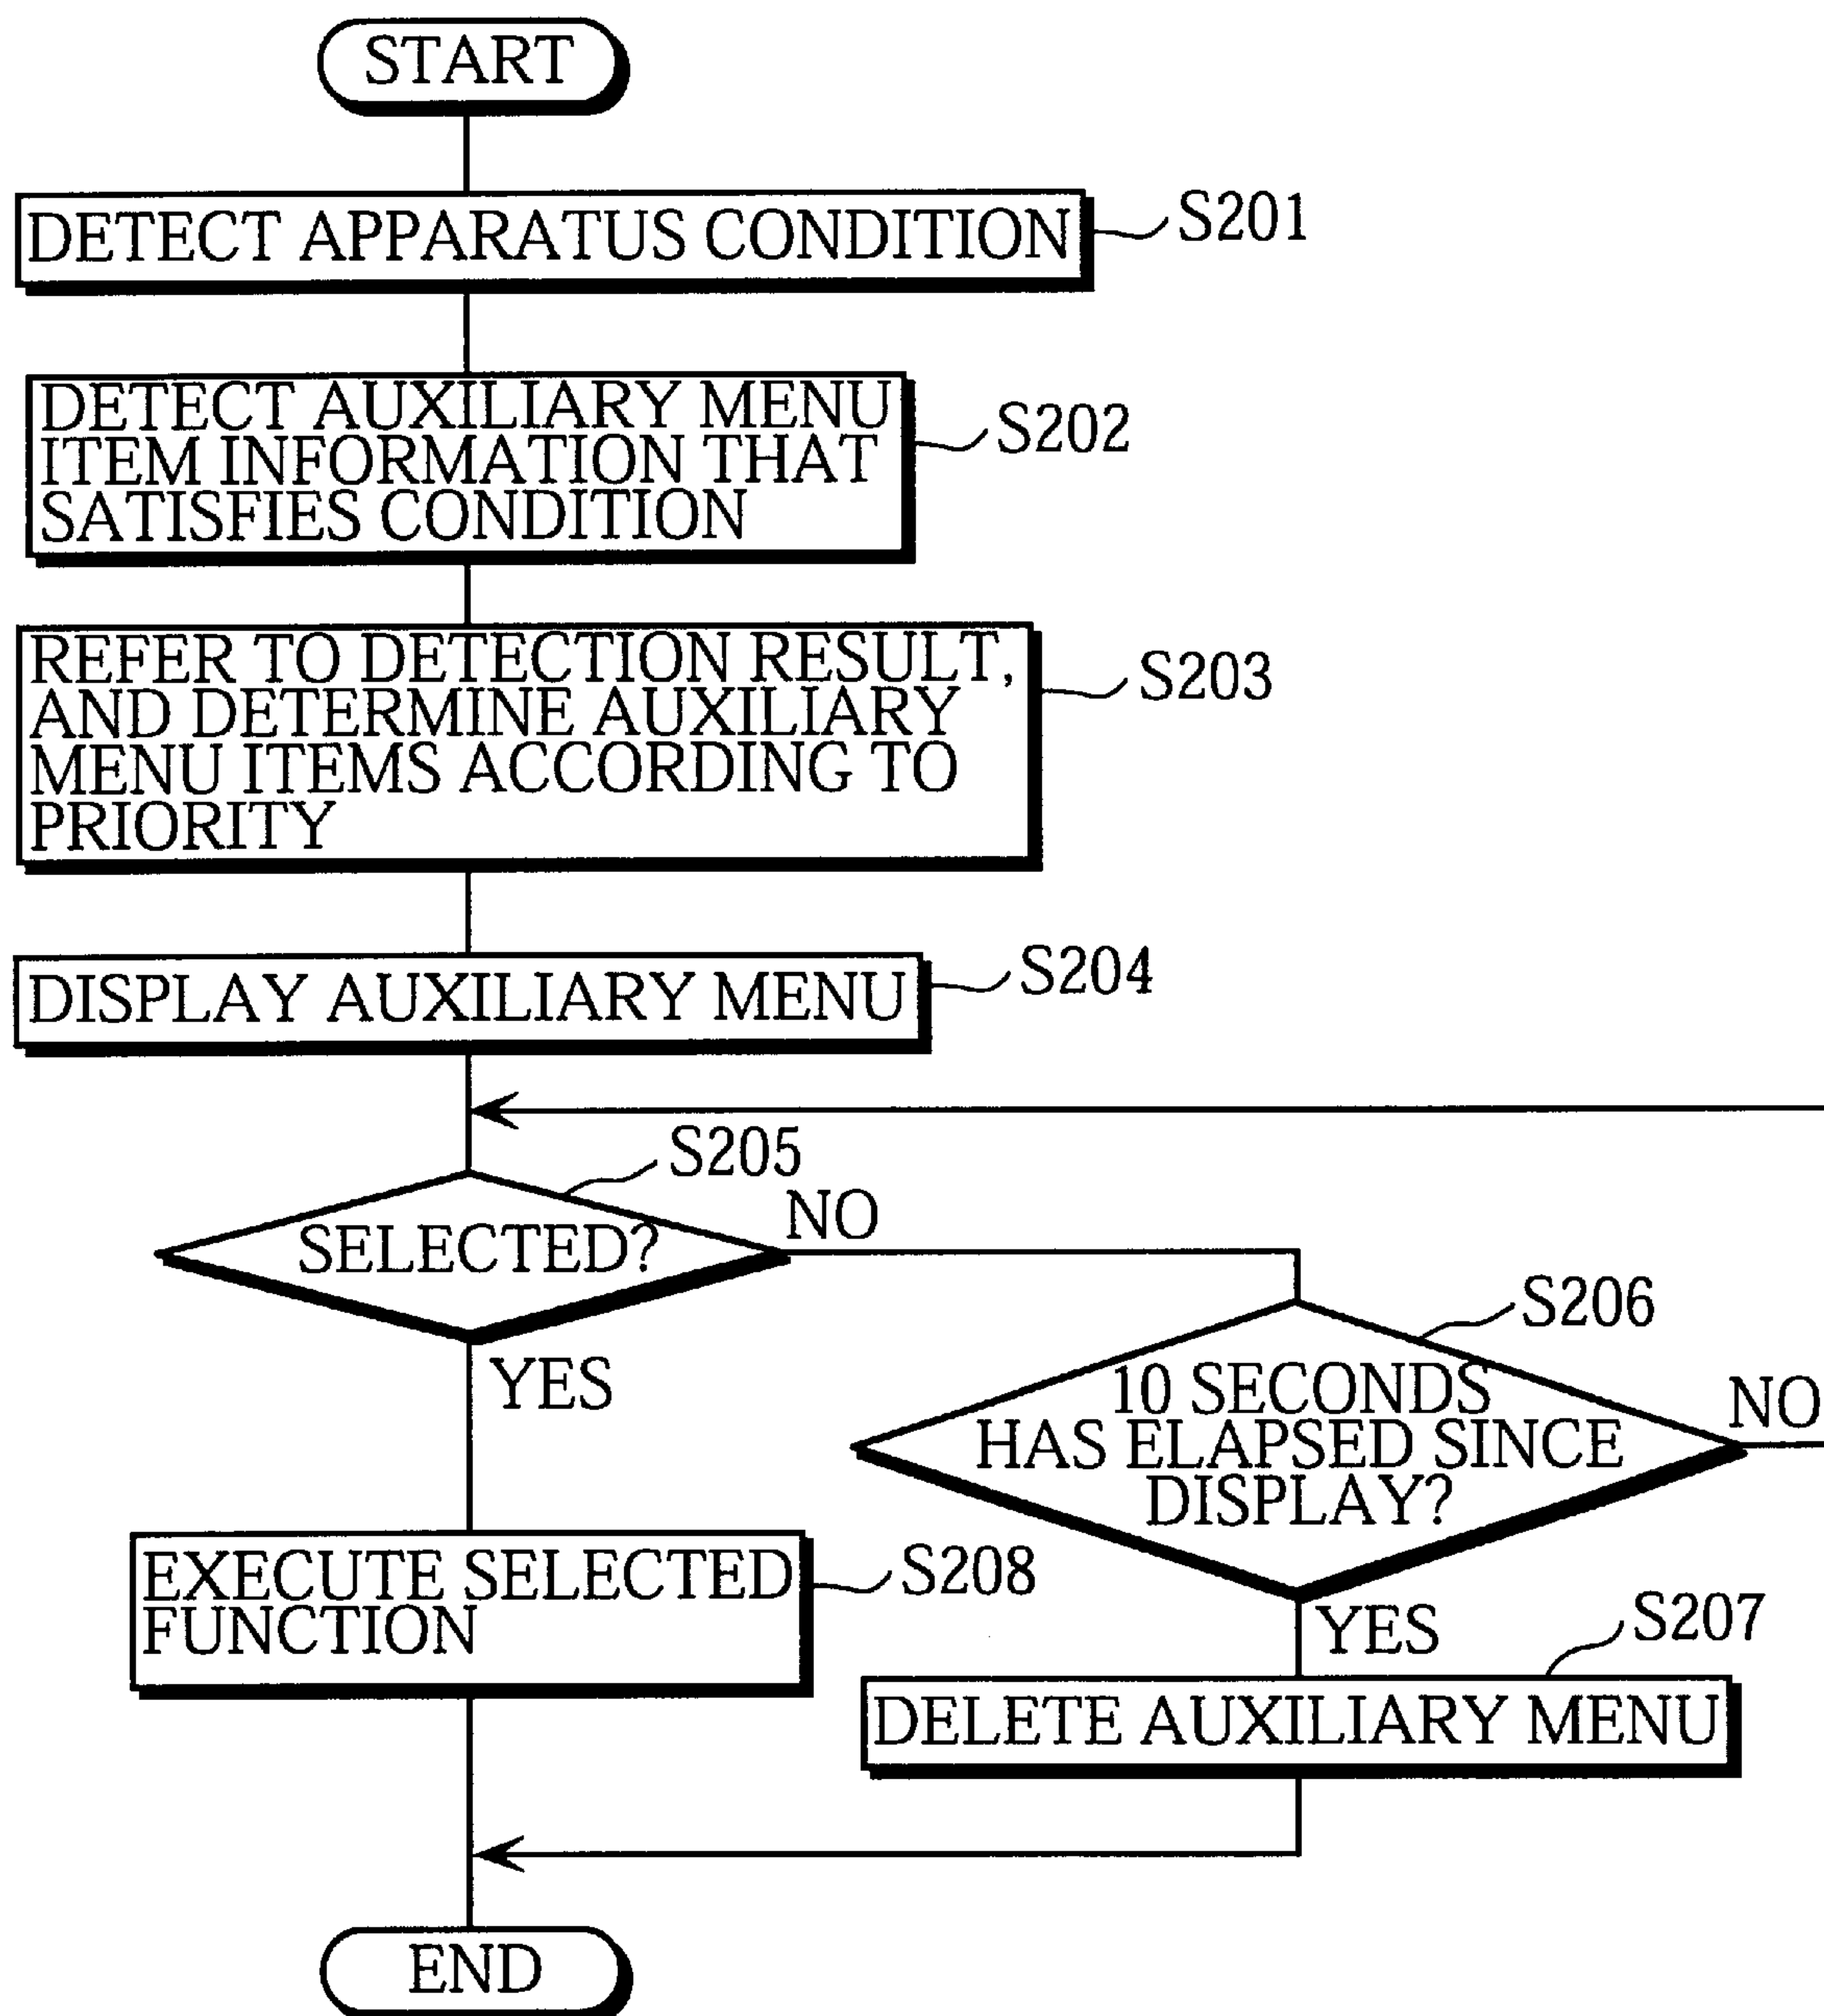 START
DETECT APPARATUS CONDITION
S201
DETECT AUXILIARY MENU
ITEM INFORMATION THAT
SATISFIES CONDITION
S202
REFER TO DETECTION RESULT,
AND DETERMINE AUXILIARY
MENU ITEMS ACCORDING TO
PRIORITY
S203
DISPLAY AUXILIARY MENU
S204
S205
SELECTED?
NO
YES
S206
10 SECONDS
HAS ELAPSED SINCE
DISPLAY?
NO
YES
S207
DELETE AUXILIARY MENU
EXECUTE SELECTED
FUNCTION
S208
END